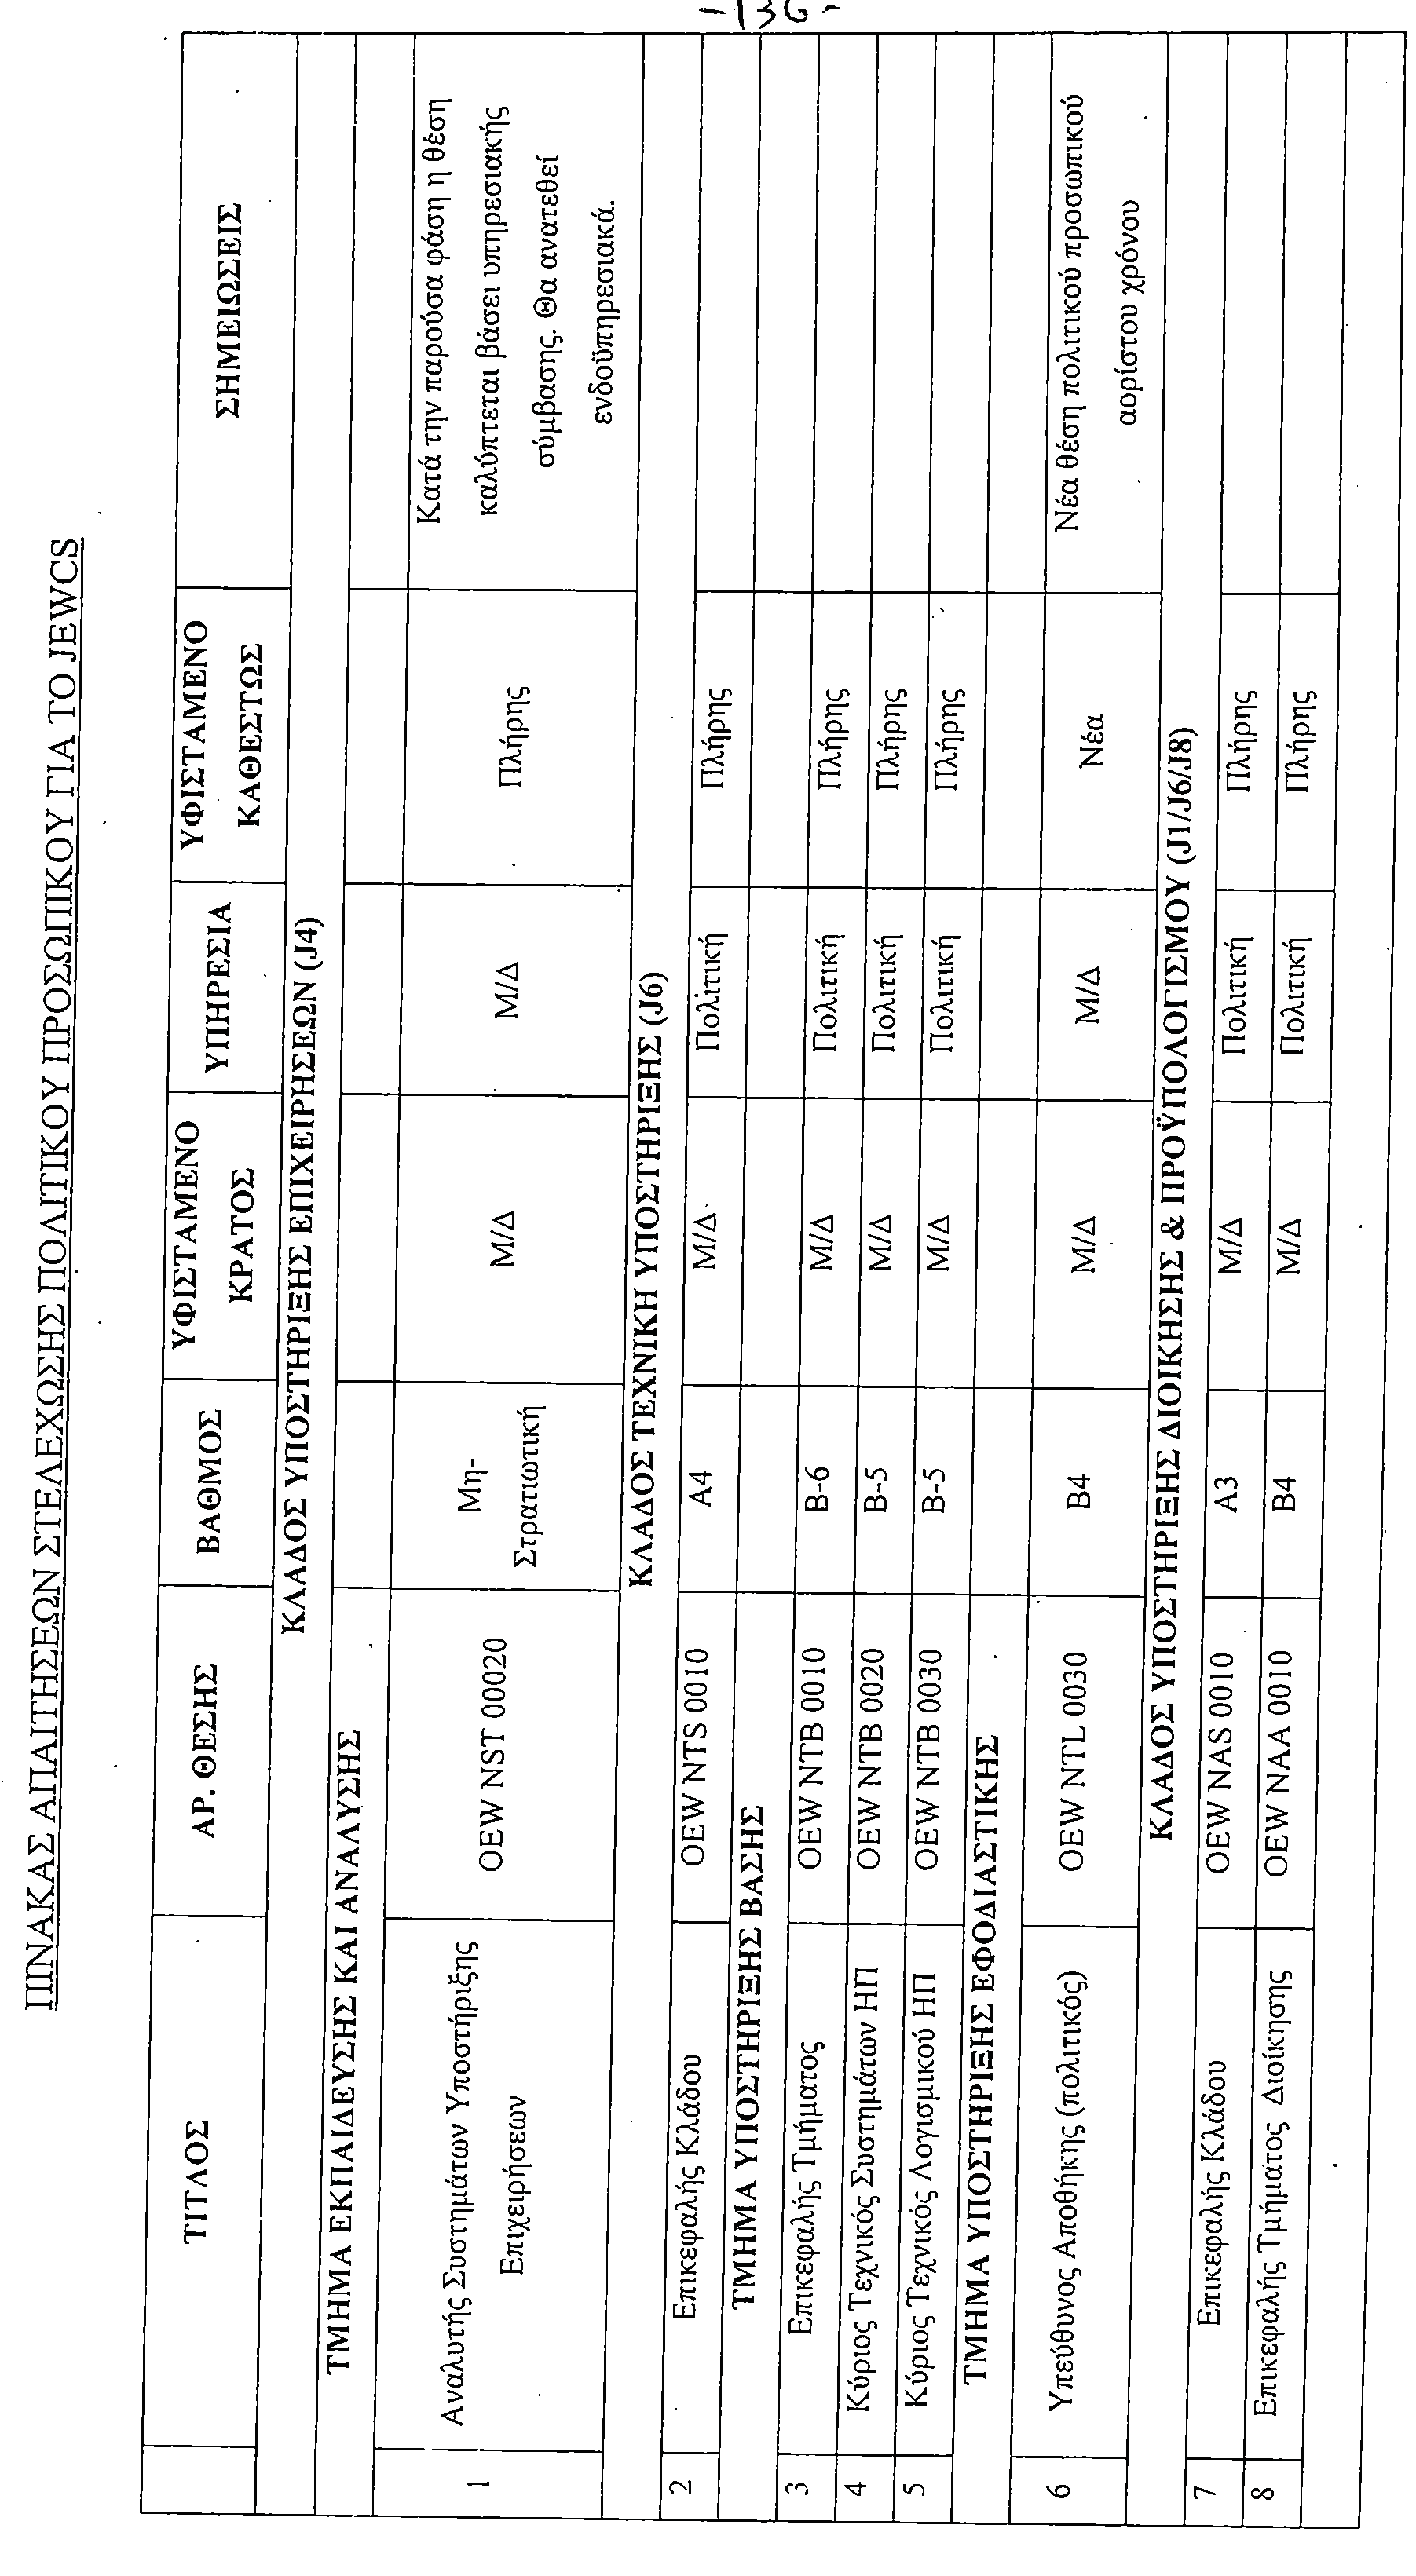 -136-
ΠΙΝΑΚΑΣ ΑΠΑΙΤΗΣΕΩΝ ΣΤΕΛΕΧΩΣΗΣ ΠΟΛΙΤΙΚΟΥ ΠΡΟΣΩΠΙΚΟΥ ΓΙΑ ΤΟ JEWCS
ΤΙΤΛΟΣ ΑΡ. ΘΕΣΗΣ ΒΑΘΜΟΣ ΥΦΙΣΤΑΜΕΝΟ ΚΡΑΤΟΣ ΥΠΗΡΕΣΙΑ ΥΦΙΣΤΑΜΕΝΟ ΚΑΘΕΣΤΩΣ ΣΗΜΕΙΩΣΕΙΣ
ΚΛΑΔΟΣ ΥΠΟΣΤΗΡΙΞΗΣ ΕΠΙΧΕΙΡΗΣΕΩΝ (J4)
ΤΜΗΜΑ ΕΚΠΑΙΔΕΥΣΗΣ ΚΑΙ ΑΝΑΛΥΣΗΣ
1 Αναλυτής Συστημάτων Υποστήριξης Επιχειρήσεων OEW NST 00020 Μη-Στρατιωτική Μ/Δ Μ/Δ Πλήρης Κατά την παρούσα φάση η θέση
καλύπτεται βάσει υπηρεσιακής
σύμβασης. Θα ανατεθεί
ενδοϋπηρεσιακά.
ΚΛΑΔΟΣ ΤΕΧΝΙΚΗ ΥΠΟΣΤΗΡΙΞΗΣ (J6)
2 Επικεφαλής Κλάδου OEW NTS 0010 Α4 Μ/Δ Πολιτική Πλήρης
ΤΜΗΜΑ ΥΠΟΣΤΗΡΙΞΗΣ ΒΑΣΗΣ
3 Επικεφαλής Τμήματος OEW NTB 0010 Β-6 Μ/Δ Πολιτική Πλήρης
4 Κύριος Τεχνικός Συστημάτων ΗΠ OEW NTB 0020 Β-5 Μ/Δ Πολιτική Πλήρης
5 Κύριος Τεχνικός Λογισμικού ΗΠ OEW NTB 0030 Β-5 Μ/Δ Πολιτική Πλήρης
ΤΜΗΜΑ ΥΠΟΣΤΗΡΙΞΗΣ ΕΦΟΔΙΑΣΤΙΚΗΣ
6 Υπεύθυνος Αποθήκης (πολιτικός) OEW NTL 0030 Β4 Μ/Δ Μ/Δ Νέα Νέα θέση πολιτικού προσωπικού
αορίστου χρόνου
ΚΛΑΔΟΣ ΥΠΟΣΤΗΡΙΞΗΣ ΔΙΟΙΚΗΣΗΣ & ΠΡΟΫΠΟΛΟΓΙΣΜΟΥ (J1/J6/J8)
7 Επικεφαλής Κλάδου OEW NAS 0010 Α3 Μ/Δ Πολιτική Πλήρης
8 Επικεφαλής Τμήματος Διοίκησης OEW NAA 0010 Β4 Μ/Δ Πολιτική Πλήρης